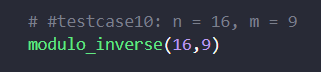 # #testcase10: n = 16, m = 9
modulo_inverse(16,9)